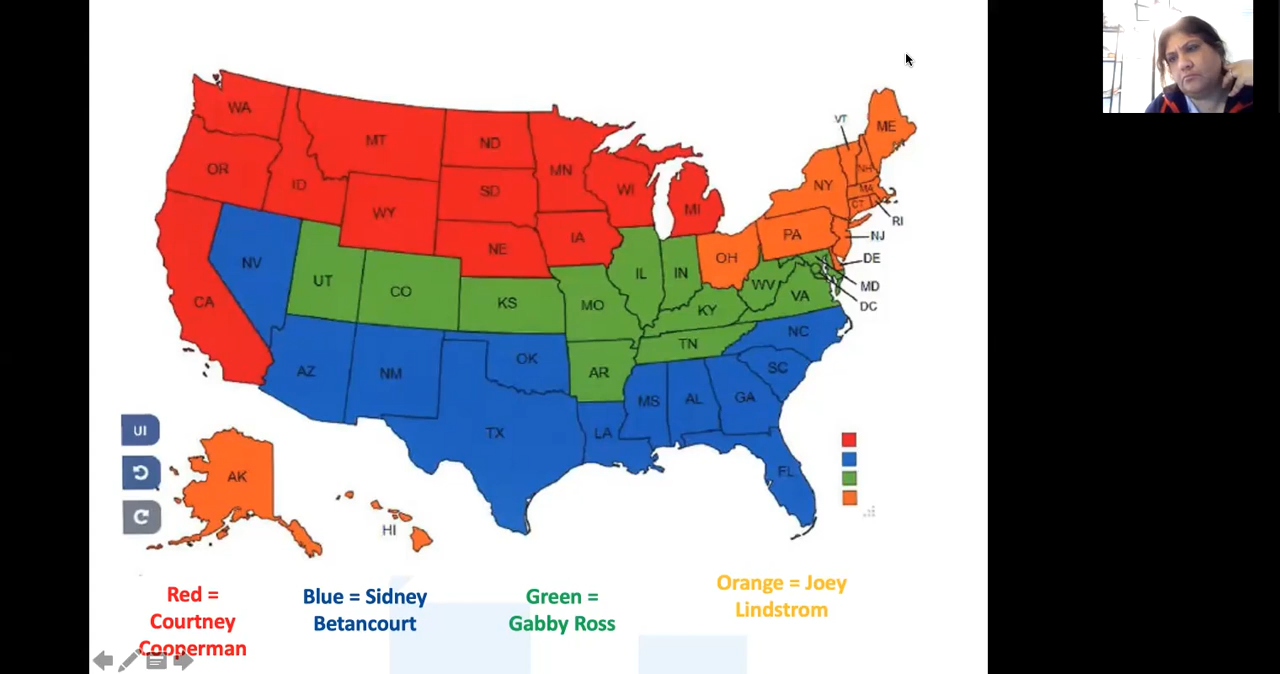 WA
MT
ND
MN
OR
ID
SD
WI
MI
WY
NE
IA
NV
CA
UT
CO
KS
MO
IL
IN
OH
KY
WV
VA
TN
NC
SC
AZ
NM
OK
AR
MS
AL
GA
TX
LA
FL
VT
ME
NH
NY
MA
CT
RI
PA
NJ
DE
MD
DC
UI
AK
HI
Red =
Courtney
Cooperman
Blue = Sidney
Betancourt
Green =
Gabby Ross
Orange = Joey
Lindstrom